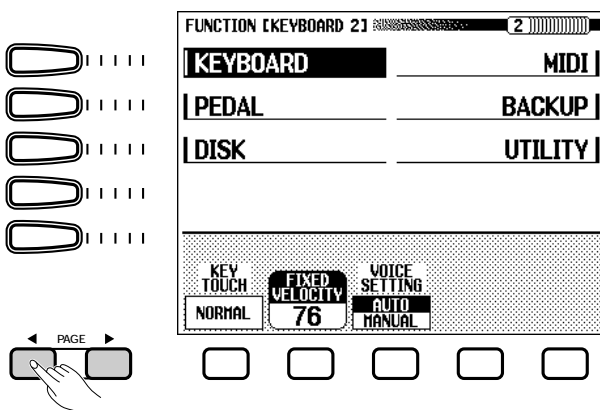 FUNCTION [KEYBOARD 2] 2
KEYBOARD MIDI
PEDAL BACKUP
DISK UTILITY
KEY TOUCH
NORMAL
FIXED VELOCITY
76
VOICE SETTING
AUTO
MANUAL
◀ PAGE ▶